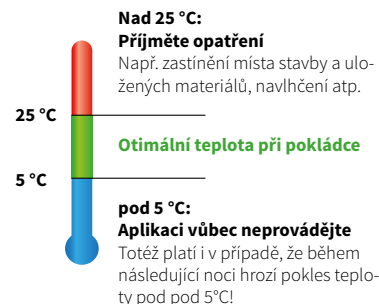 Nad 25 °C:
Příjměte opatření
Např. zastínění místa stavby a ulo-
žených materiálů, navlhčení atp.
25 °C
Otimální teplota při pokládce
5 °C
pod 5 °C:
Aplikaci vůbec neprovádějte
Totéž platí i v případě, že během
následující noci hrozí pokles teplo-
ty pod pod 5°C!